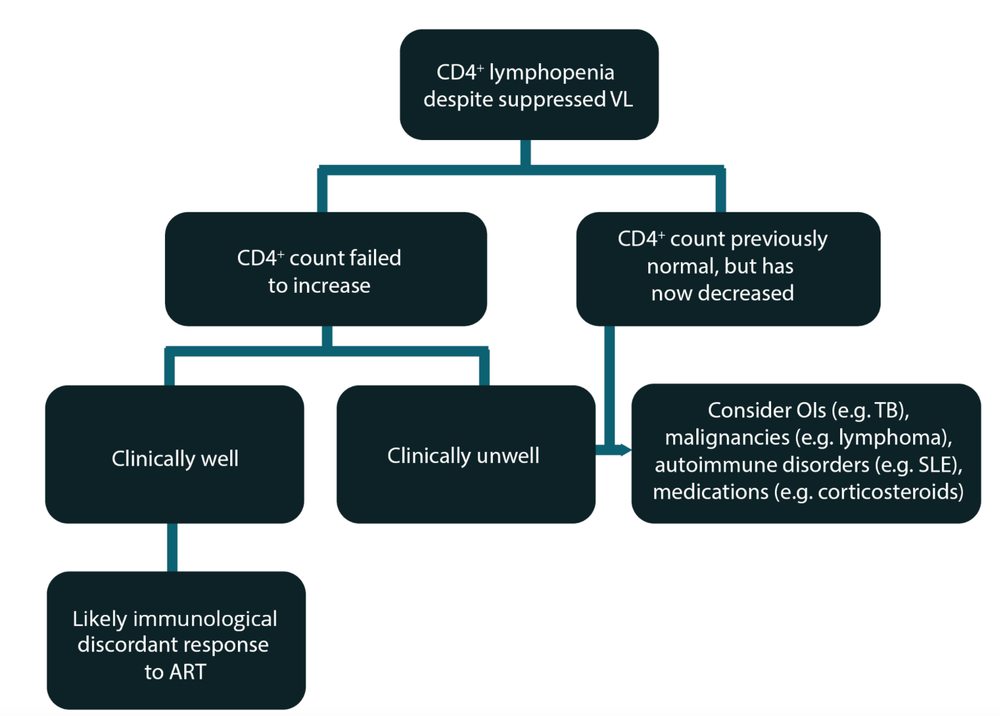 CD4⁺ lymphopenia
despite suppressed VL
CD4⁺ count failed
to increase
CD4⁺ count previously
normal, but has
now decreased
Clinically well
Clinically unwell
Consider OIs (e.g. TB),
malignancies (e.g. lymphoma),
autoimmune disorders (e.g. SLE),
medications (e.g. corticosteroids)
Likely immunological
discordant response
to ART